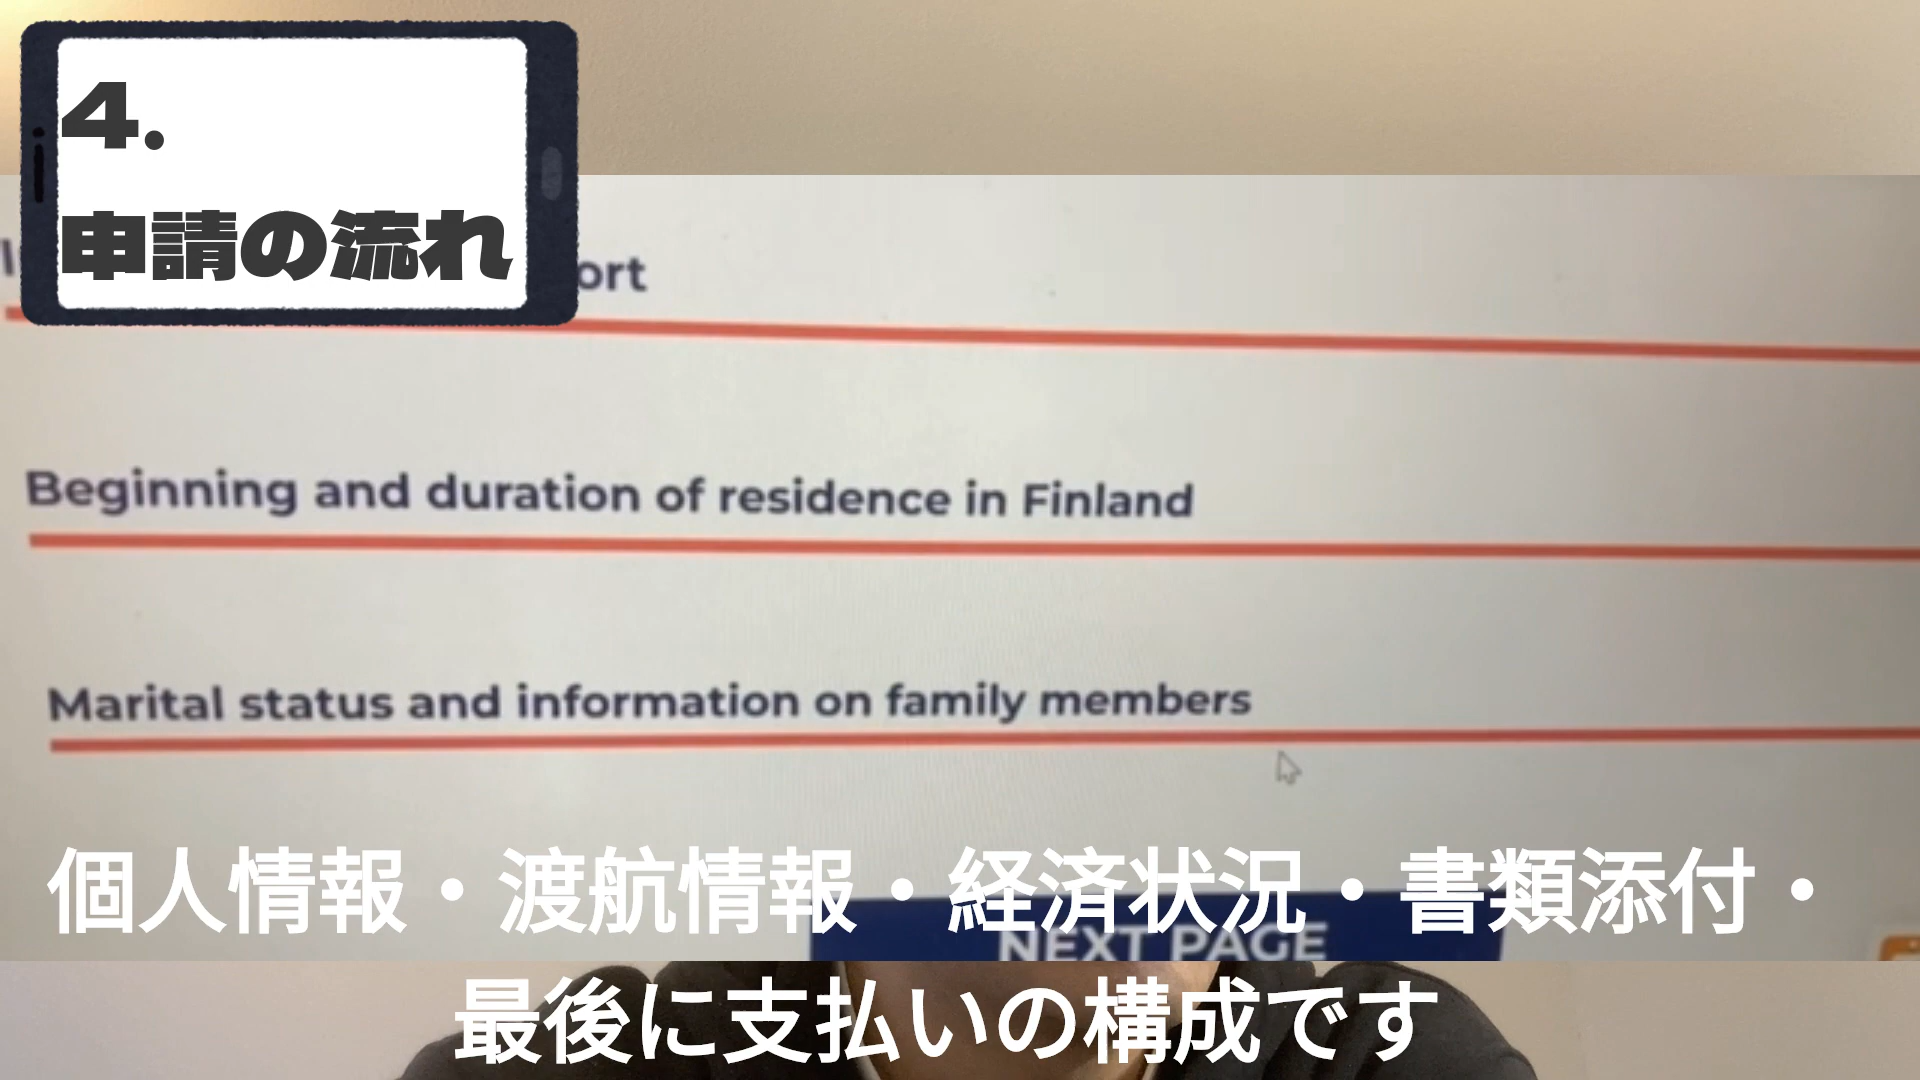 4.
申請の流れ
ort
Beginning and duration of residence in Finland
Marital status and information on family members
NEXT PAGE
個人情報・渡航情報・経済状況・書類添付・
最後に支払いの構成です